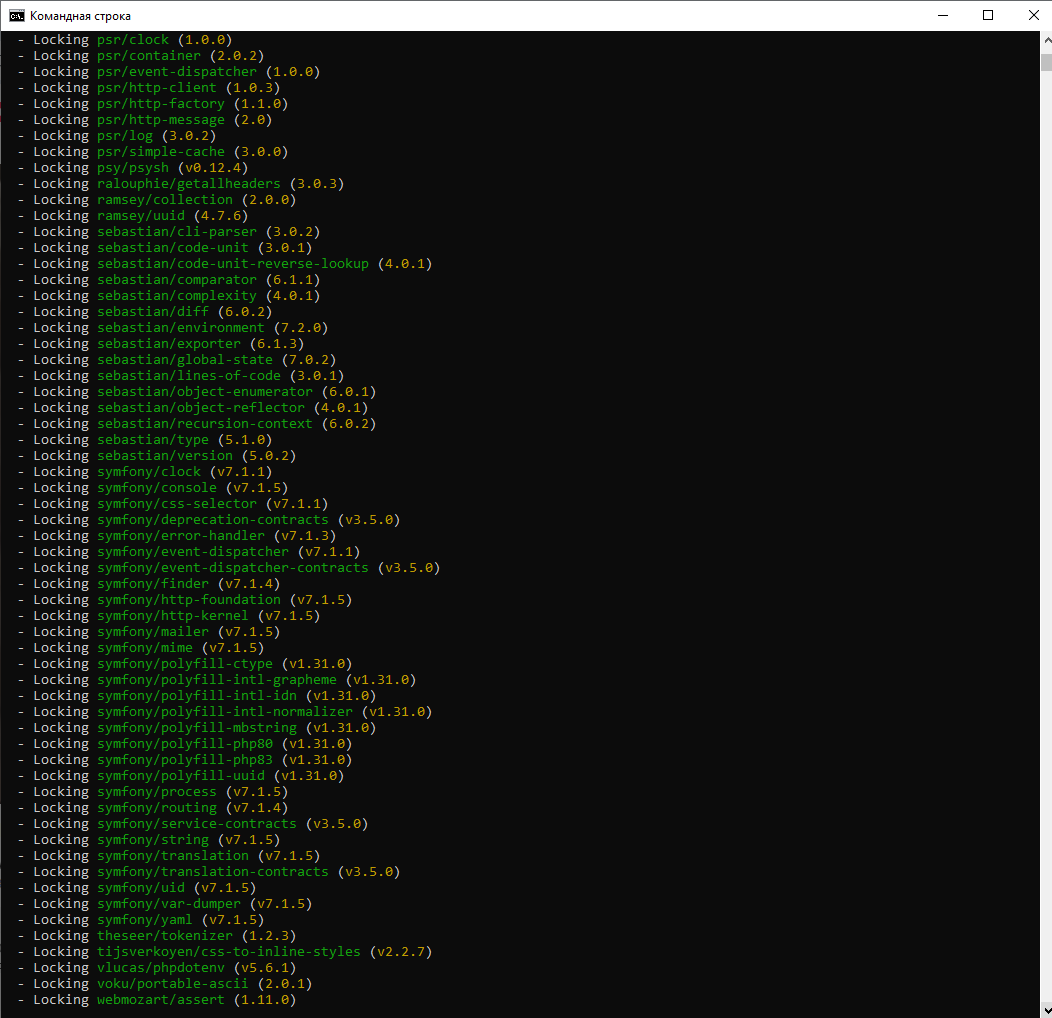 Командная строка
- Locking psr/clock (1.0.0)
- Locking psr/container (2.0.2)
- Locking psr/event-dispatcher (1.0.0)
- Locking psr/http-client (1.0.3)
- Locking psr/http-factory (1.1.0)
- Locking psr/http-message (2.0)
- Locking psr/log (3.0.2)
- Locking psr/simple-cache (3.0.0)
- Locking psy/psysh (v0.12.4)
- Locking ralouphie/getallheaders (3.0.3)
- Locking ramsey/collection (2.0.0)
- Locking ramsey/uuid (4.7.6)
- Locking sebastian/cli-parser (3.0.2)
- Locking sebastian/code-unit (3.0.1)
- Locking sebastian/code-unit-reverse-lookup (4.0.1)
- Locking sebastian/comparator (6.1.1)
- Locking sebastian/complexity (4.0.1)
- Locking sebastian/diff (6.0.2)
- Locking sebastian/environment (7.2.0)
- Locking sebastian/exporter (6.1.3)
- Locking sebastian/global-state (7.0.2)
- Locking sebastian/lines-of-code (3.0.1)
- Locking sebastian/object-enumerator (6.0.1)
- Locking sebastian/object-reflector (4.0.1)
- Locking sebastian/recursion-context (6.0.2)
- Locking sebastian/type (5.1.0)
- Locking sebastian/version (5.0.2)
- Locking symfony/clock (v7.1.1)
- Locking symfony/console (v7.1.5)
- Locking symfony/css-selector (v7.1.1)
- Locking symfony/deprecation-contracts (v3.5.0)
- Locking symfony/error-handler (v7.1.3)
- Locking symfony/event-dispatcher (v7.1.1)
- Locking symfony/event-dispatcher-contracts (v3.5.0)
- Locking symfony/finder (v7.1.4)
- Locking symfony/http-foundation (v7.1.5)
- Locking symfony/http-kernel (v7.1.5)
- Locking symfony/mailer (v7.1.5)
- Locking symfony/mime (v7.1.5)
- Locking symfony/polyfill-ctype (v1.31.0)
- Locking symfony/polyfill-intl-grapheme (v1.31.0)
- Locking symfony/polyfill-intl-idn (v1.31.0)
- Locking symfony/polyfill-intl-normalizer (v1.31.0)
- Locking symfony/polyfill-mbstring (v1.31.0)
- Locking symfony/polyfill-php80 (v1.31.0)
- Locking symfony/polyfill-php83 (v1.31.0)
- Locking symfony/polyfill-uuid (v1.31.0)
- Locking symfony/process (v7.1.5)
- Locking symfony/routing (v7.1.4)
- Locking symfony/service-contracts (v3.5.0)
- Locking symfony/string (v7.1.5)
- Locking symfony/translation (v7.1.5)
- Locking symfony/translation-contracts (v3.5.0)
- Locking symfony/uid (v7.1.5)
- Locking symfony/var-dumper (v7.1.5)
- Locking symfony/yaml (v7.1.5)
- Locking theseer/tokenizer (1.2.3)
- Locking tijsverkoyen/css-to-inline-styles (v2.2.7)
- Locking vlucas/phpdotenv (v5.6.1)
- Locking voku/portable-ascii (2.0.1)
- Locking webmozart/assert (1.11.0)